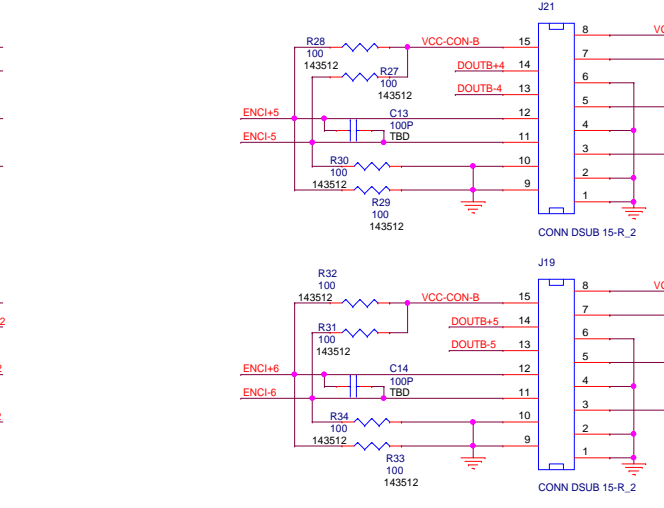 J21
R28
100
143512
VCC-CON-B
15
8
VC
R27
100
143512
DOUTB+4
14
7
DOUTB-4
13
6
ENCI+5
C13
100P
TBD
12
5
ENCI-5
11
4
R30
100
143512
10
3
9
2
R29
100
143512
1
CONN DSUB 15-R_2
J19
R32
100
143512
VCC-CON-B
15
8
VC
2
R31
100
143512
DOUTB+5
14
7
DOUTB-5
13
6
ENCI+6
C14
100P
TBD
12
5
ENCI-6
11
4
R34
100
143512
10
3
9
2
R33
100
143512
1
CONN DSUB 15-R_2